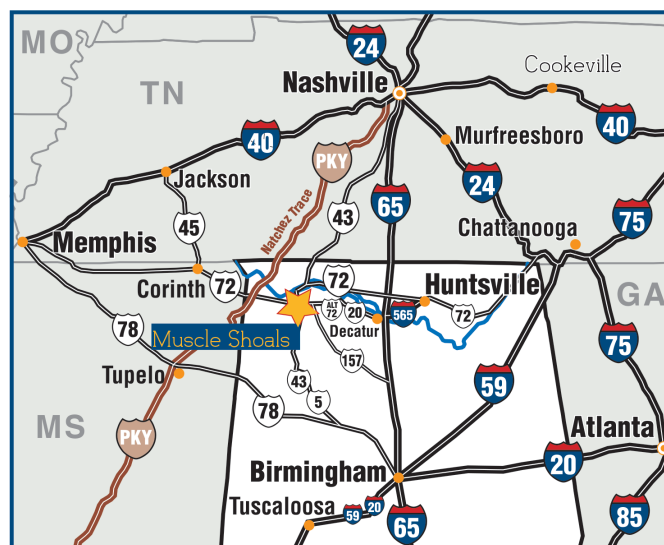 MO
24
Nashville
Cookeville
TN
40
40
PKY
Murfreesboro
Jackson
65
24
Natchez Trace
43
45
75
Chattanooga
Memphis
Corinth
72
72
Huntsville
GA
ALT
72
20
565
72
Decatur
78
Muscle Shoals
75
157
Tupelo
43
59
5
78
MS
PKY
Atlanta
Birmingham
20
Tuscaloosa
59
20
65
85